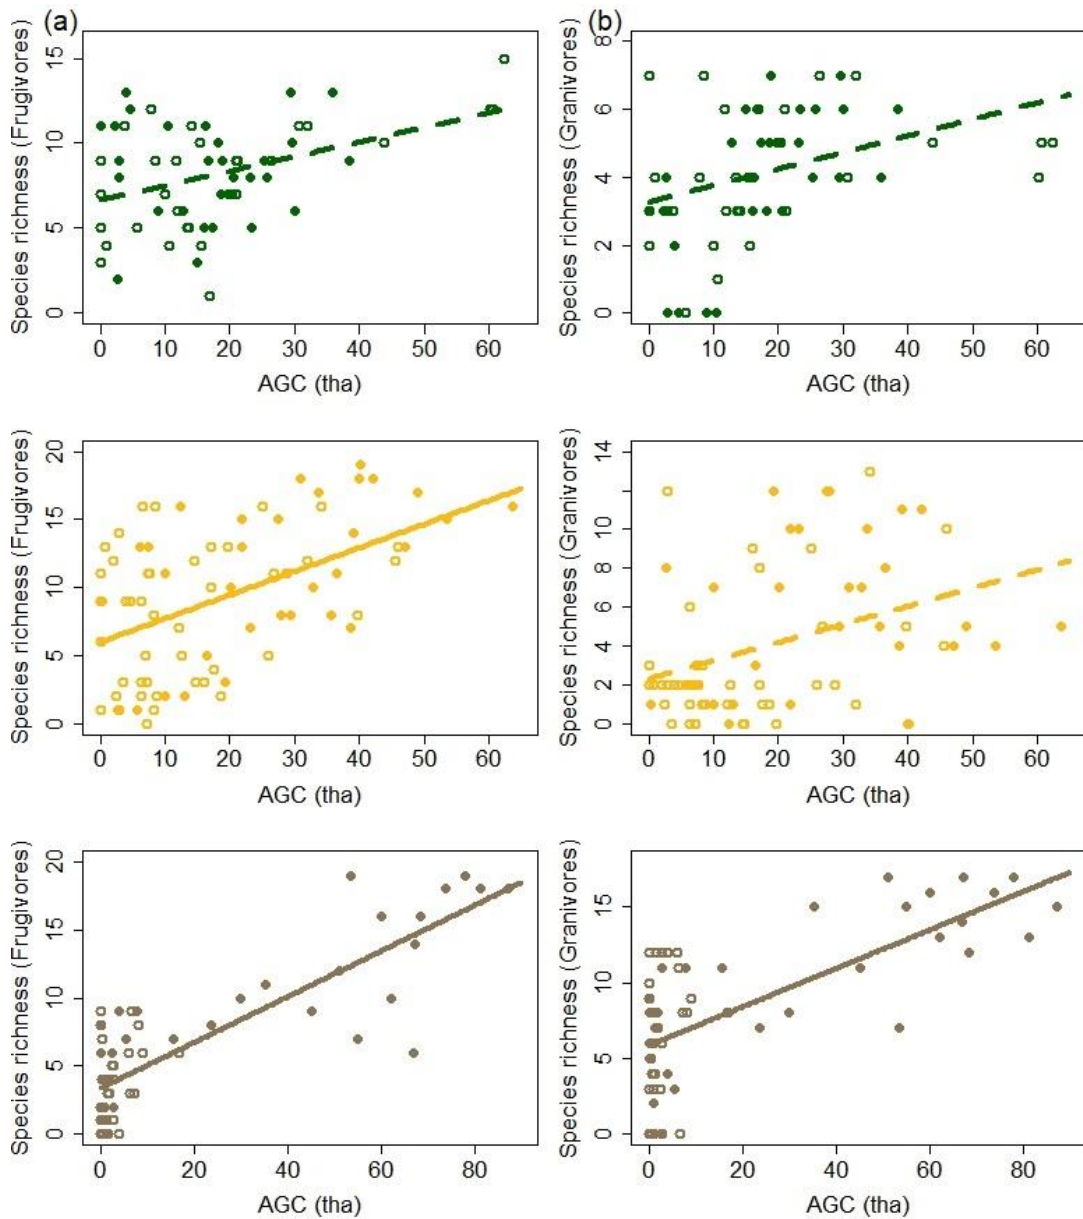 (a) (b)
Species richness (Frugivores)
0 5 10 15
0 10 20 30 40 50 60
AGC (tha)
Species richness (Granivores)
0 2 4 6 8
0 10 20 30 40 50 60
AGC (tha)
Species richness (Frugivores)
0 5 10 15 20
0 10 20 30 40 50 60
AGC (tha)
Species richness (Granivores)
0 2 4 6 8 10 14
0 10 20 30 40 50 60
AGC (tha)
Species richness (Frugivores)
0 5 10 15 20
0 20 40 60 80
AGC (tha)
Species richness (Granivores)
0 5 10 15
0 20 40 60 80
AGC (tha)